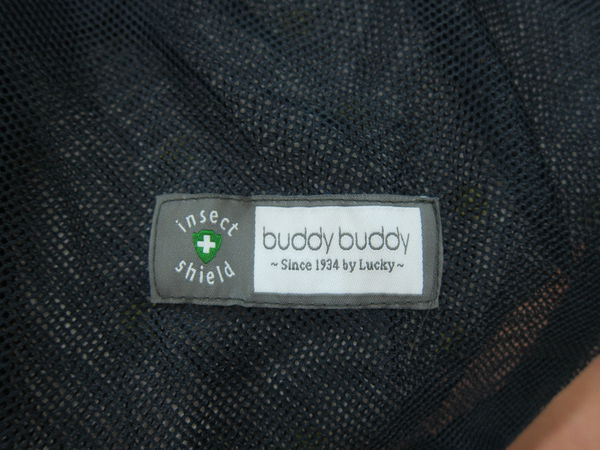 insect
shield
buddy buddy
~ Since 1934 by Lucky ~